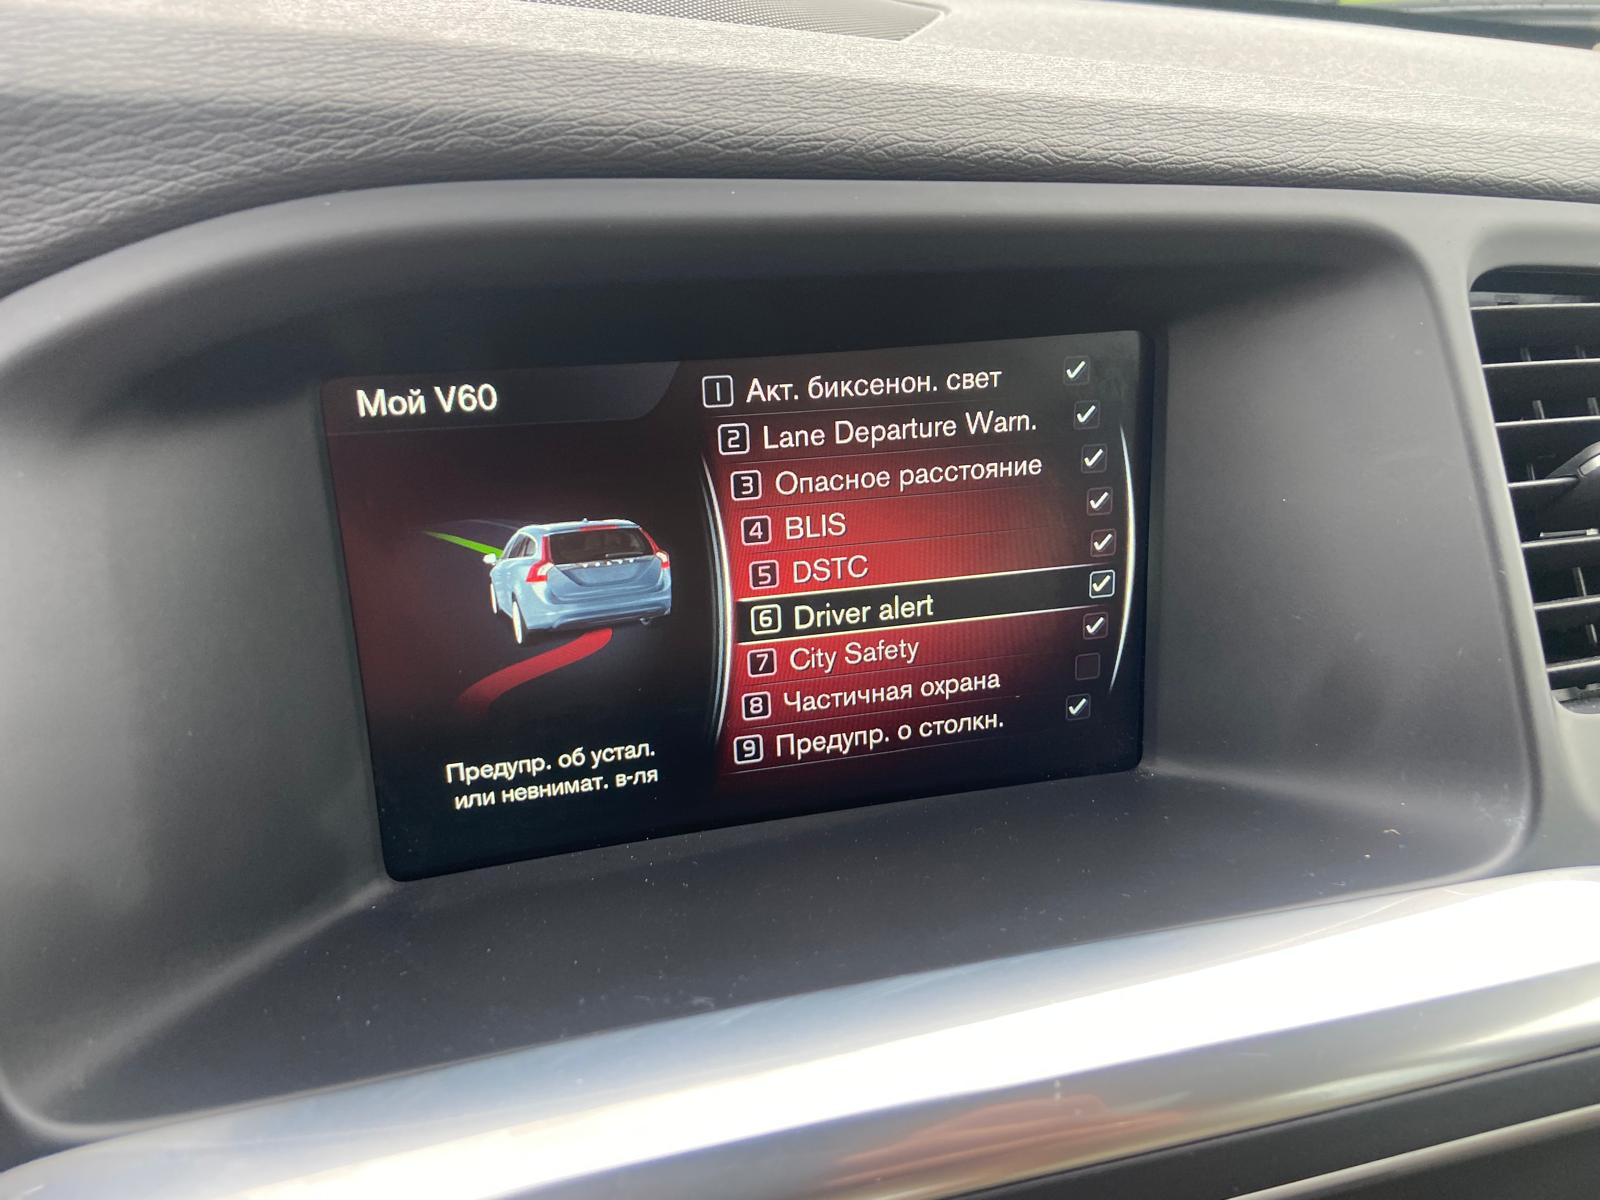 Мой V60
1 Акт. биксенон. свет
2 Lane Departure Warn.
3 Опасное расстояние
4 BLIS
5 DSTC
6 Driver alert
7 City Safety
8 Частичная охрана
9 Предупр. о столкн.
VOLVO
Предупр. об устал.
или невнимат. в-ля